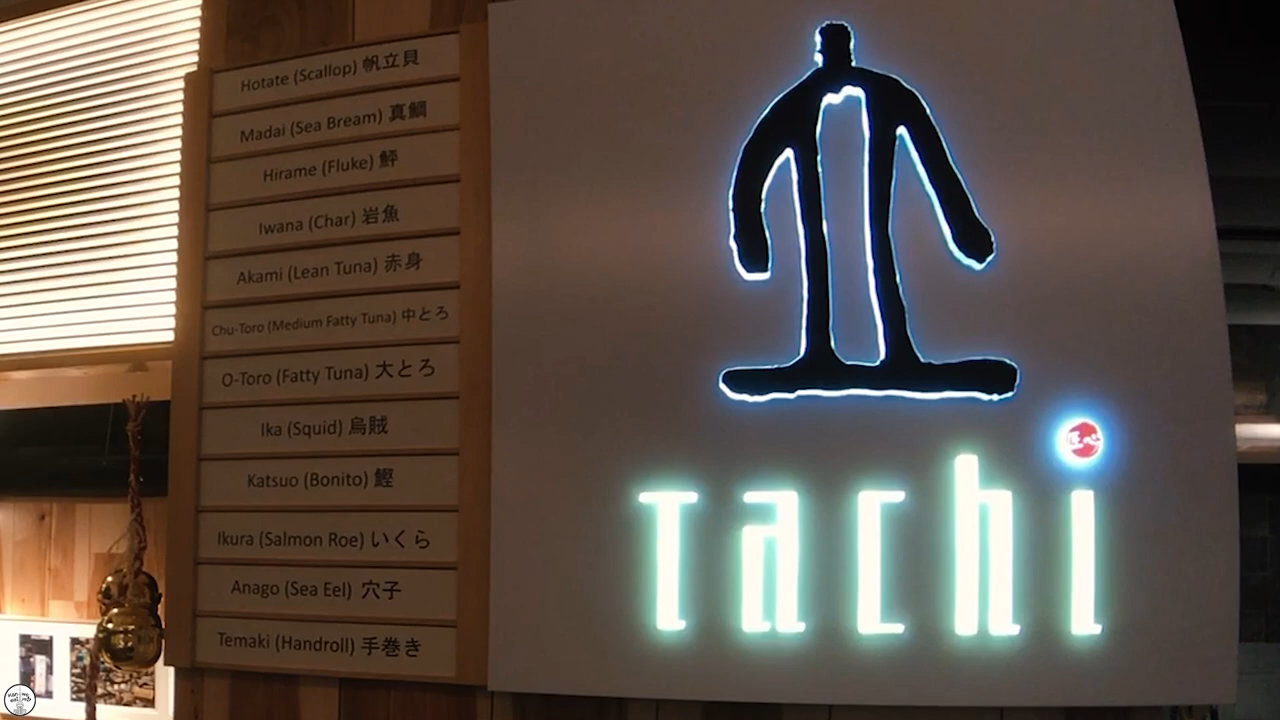 Hotate (Scallop) 帆立貝
Madai (Sea Bream) 真鯛
Hirame (Fluke) 鮃
Iwana (Char) 岩魚
Akami (Lean Tuna) 赤身
Chu-Toro (Medium Fatty Tuna) 中とろ
O-Toro (Fatty Tuna) 大とろ
Ika (Squid) 烏賊
Katsuo (Bonito) 鰹
Ikura (Salmon Roe) いくら
Anago (Sea Eel) 穴子
Temaki (Handroll) 手巻き
Tachi